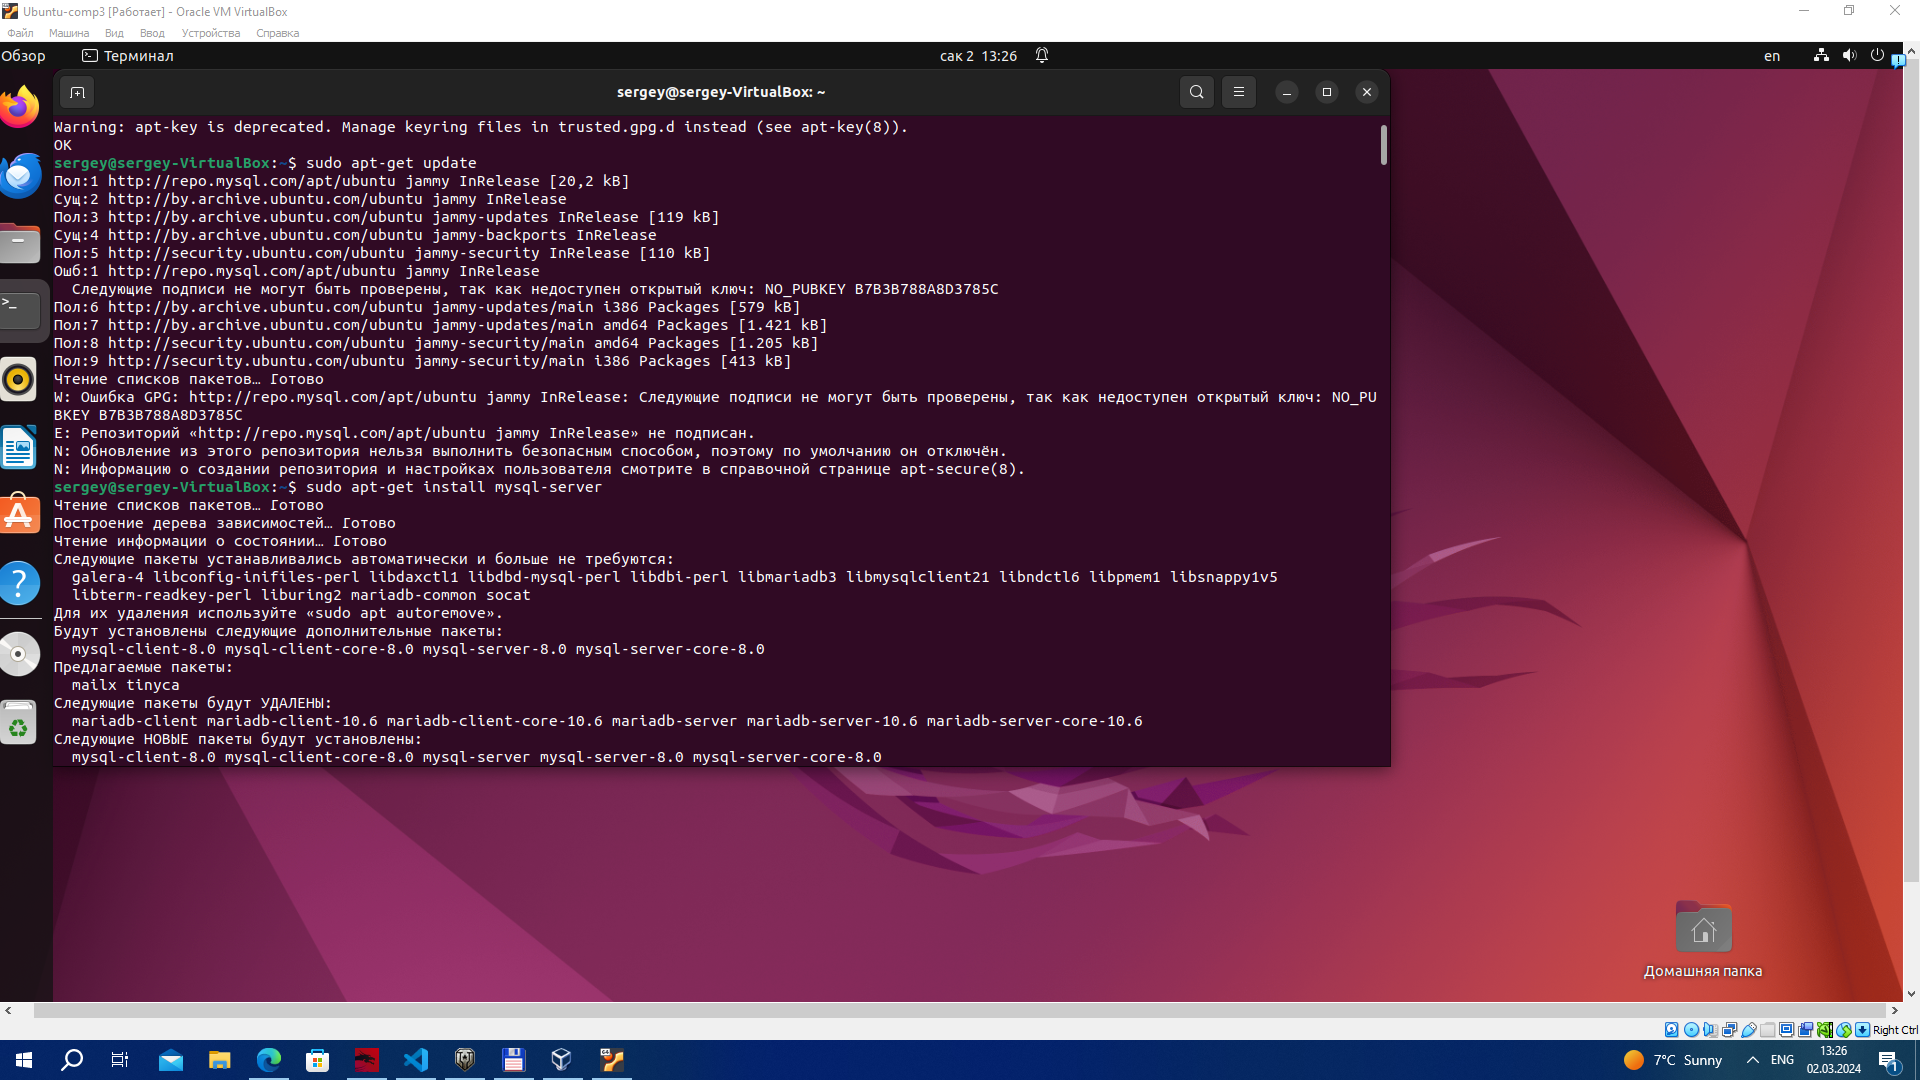 Ubuntu-comp3 [Работает] - Oracle VM VirtualBox
Файл Машина Вид Ввод Устройства Справка
Обзор Терминал сак 2 13:26 en
sergey@sergey-VirtualBox: ~
Warning: apt-key is deprecated. Manage keyring files in trusted.gpg.d instead (see apt-key(8)).
OK
sergey@sergey-VirtualBox:~$ sudo apt-get update
Пол:1 http://repo.mysql.com/apt/ubuntu jammy InRelease [20,2 kB]
Сущ:2 http://by.archive.ubuntu.com/ubuntu jammy InRelease
Пол:3 http://by.archive.ubuntu.com/ubuntu jammy-updates InRelease [119 kB]
Сущ:4 http://by.archive.ubuntu.com/ubuntu jammy-backports InRelease
Пол:5 http://security.ubuntu.com/ubuntu jammy-security InRelease [110 kB]
Ошб:1 http://repo.mysql.com/apt/ubuntu jammy InRelease
Следующие подписи не могут быть проверены, так как недоступен открытый ключ: NO_PUBKEY B7B3B788A8D3785C
Пол:6 http://by.archive.ubuntu.com/ubuntu jammy-updates/main i386 Packages [579 kB]
Пол:7 http://by.archive.ubuntu.com/ubuntu jammy-updates/main amd64 Packages [1.421 kB]
Пол:8 http://security.ubuntu.com/ubuntu jammy-security/main amd64 Packages [1.205 kB]
Пол:9 http://security.ubuntu.com/ubuntu jammy-security/main i386 Packages [413 kB]
Чтение списков пакетов… Готово
W: Ошибка GPG: http://repo.mysql.com/apt/ubuntu jammy InRelease: Следующие подписи не могут быть проверены, так как недоступен открытый ключ: NO_PU
BKEY B7B3B788A8D3785C
E: Репозиторий «http://repo.mysql.com/apt/ubuntu jammy InRelease» не подписан.
N: Обновление из этого репозитория нельзя выполнить безопасным способом, поэтому по умолчанию он отключён.
N: Информацию о создании репозитория и настройках пользователя смотрите в справочной странице apt-secure(8).
sergey@sergey-VirtualBox:~$ sudo apt-get install mysql-server
Чтение списков пакетов… Готово
Построение дерева зависимостей… Готово
Чтение информации о состоянии… Готово
Следующие пакеты устанавливались автоматически и больше не требуются:
galera-4 libconfig-inifiles-perl libdaxctl1 libdbd-mysql-perl libdbi-perl libmariadb3 libmysqlclient21 libndctl6 libpmem1 libsnappy1v5
libterm-readkey-perl liburing2 mariadb-common socat
Для их удаления используйте «sudo apt autoremove».
Будут установлены следующие дополнительные пакеты:
mysql-client-8.0 mysql-client-core-8.0 mysql-server-8.0 mysql-server-core-8.0
Предлагаемые пакеты:
mailx tinyca
Следующие пакеты будут УДАЛЕНЫ:
mariadb-client mariadb-client-10.6 mariadb-client-core-10.6 mariadb-server mariadb-server-10.6 mariadb-server-core-10.6
Следующие НОВЫЕ пакеты будут установлены:
mysql-client-8.0 mysql-client-core-8.0 mysql-server mysql-server-8.0 mysql-server-core-8.0
Домашняя папка
Right Ctrl
7°C Sunny ENG 13:26
02.03.2024
1